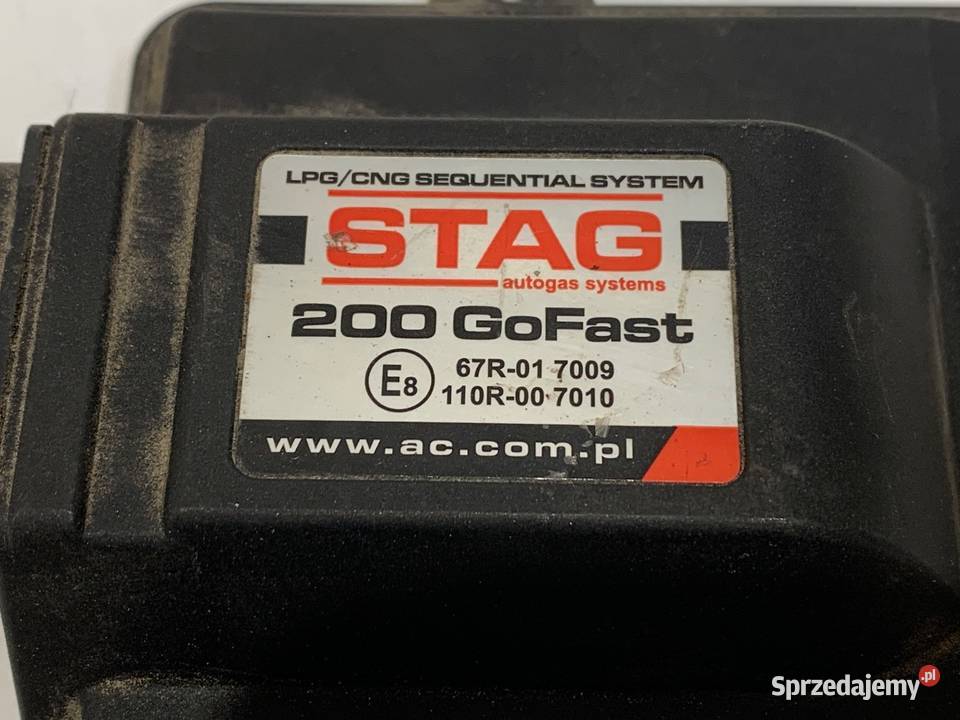 LPG/CNG SEQUENTIAL SYSTEM
STAG
autogas systems
200 GoFast
E8 67R-01 7009
110R-00 7010
www.ac.com.pl
Sprzedajemy.pl